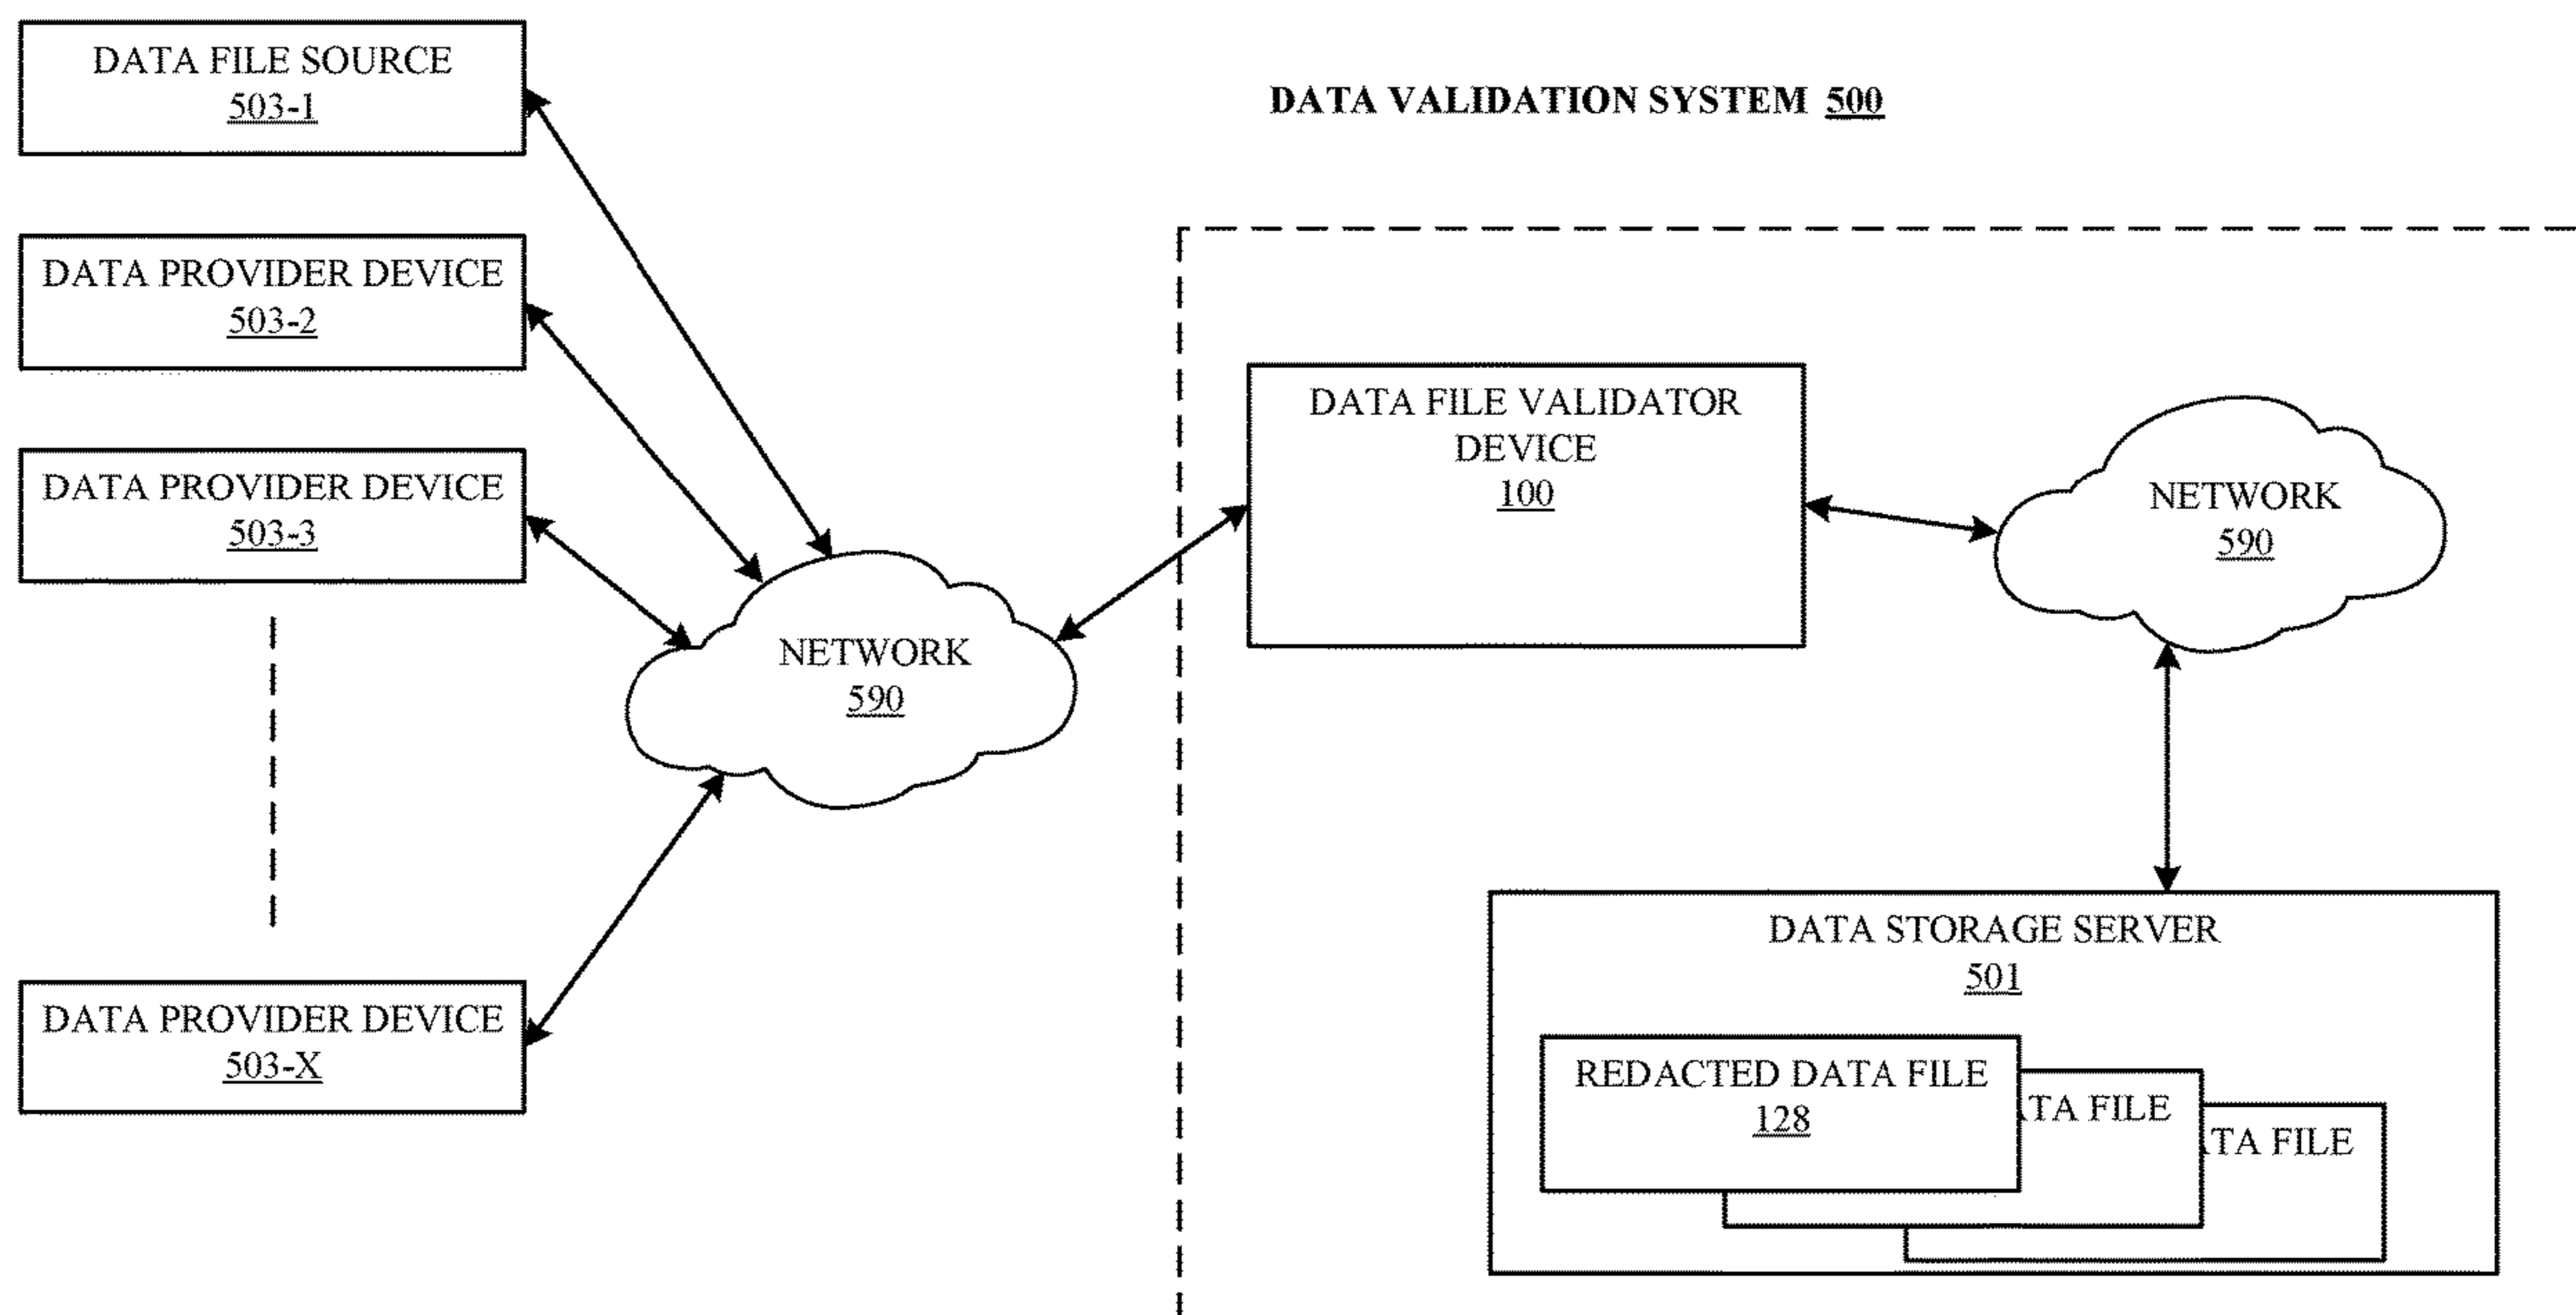 DATA FILE SOURCE
503-1
DATA VALIDATION SYSTEM 500
DATA PROVIDER DEVICE
503-2
DATA PROVIDER DEVICE
503-3
DATA FILE VALIDATOR
DEVICE
100
NETWORK
590
NETWORK
590
DATA PROVIDER DEVICE
503-X
DATA STORAGE SERVER
501
REDACTED DATA FILE
128
FILE
FILE